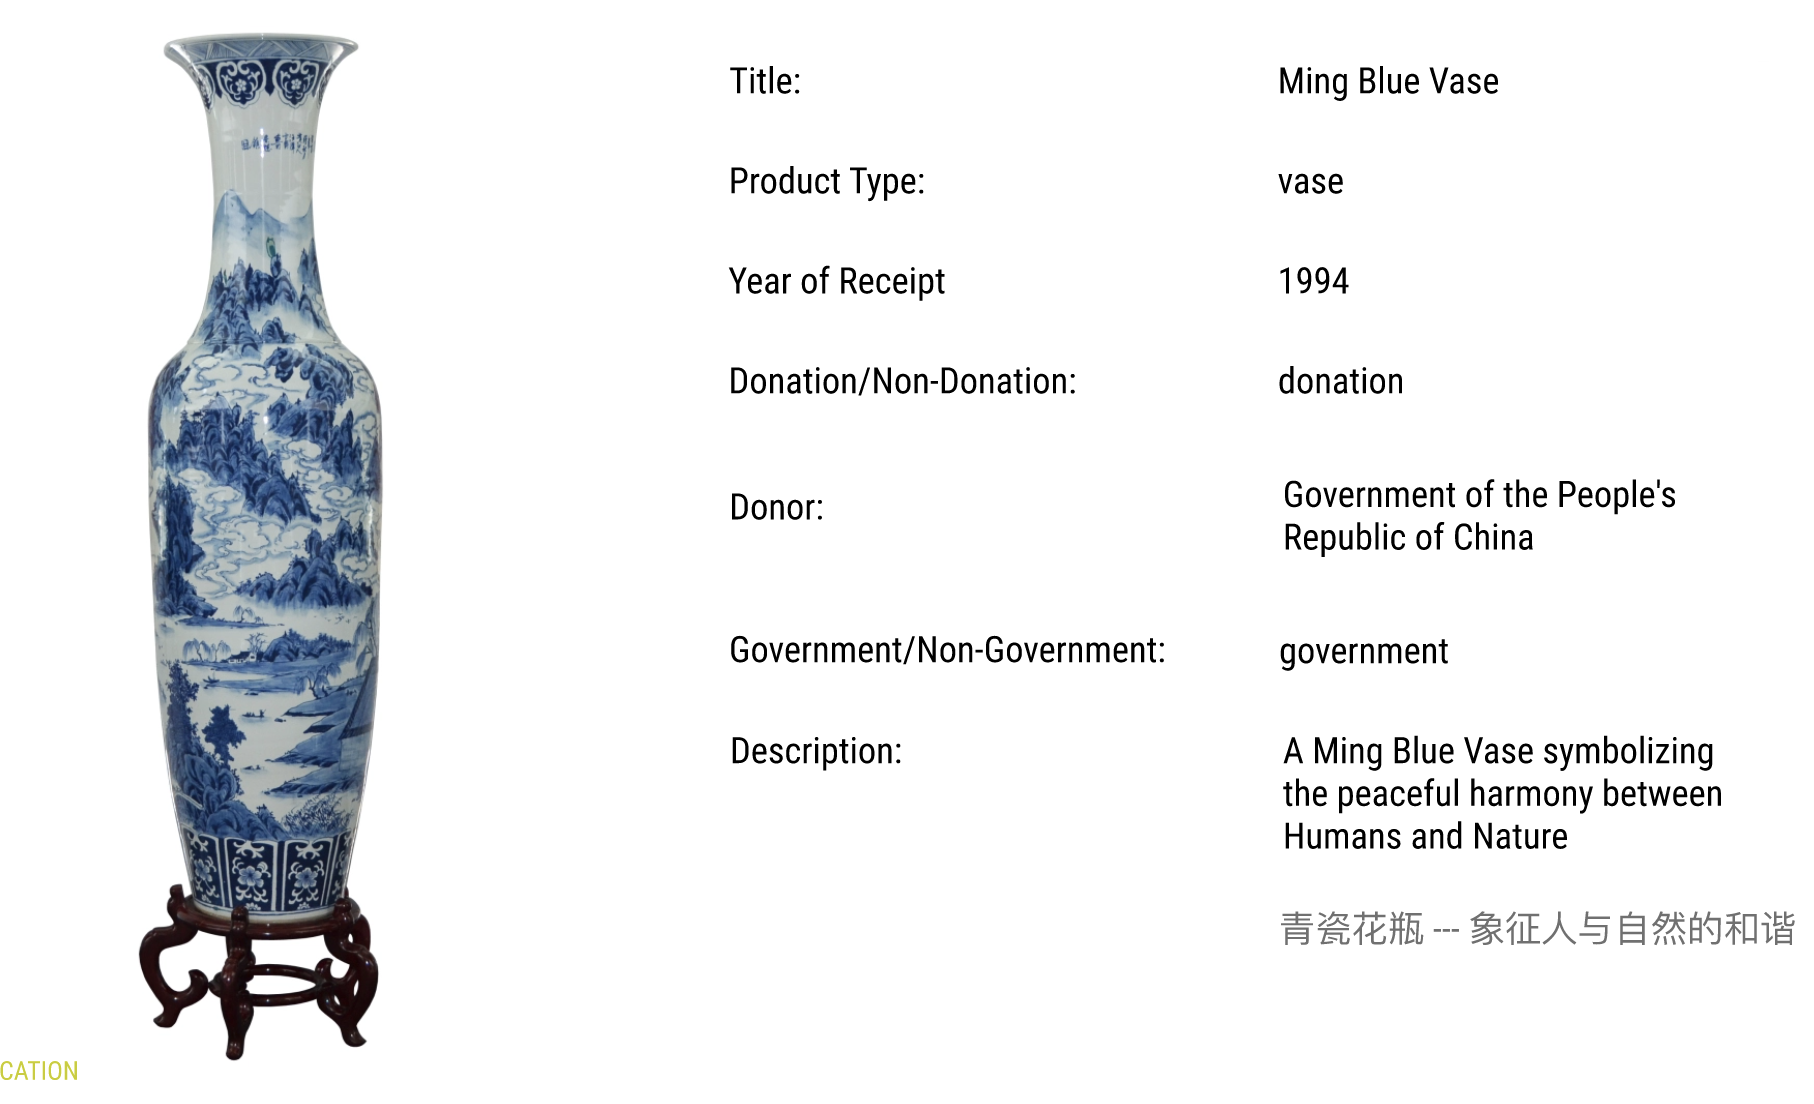 Title: Ming Blue Vase
Product Type: vase
Year of Receipt 1994
Donation/Non-Donation: donation
Donor: Government of the People's
Republic of China
Government/Non-Government: government
Description: A Ming Blue Vase symbolizing
the peaceful harmony between
Humans and Nature
青瓷花瓶 --- 象征人与自然的和谐
CATION